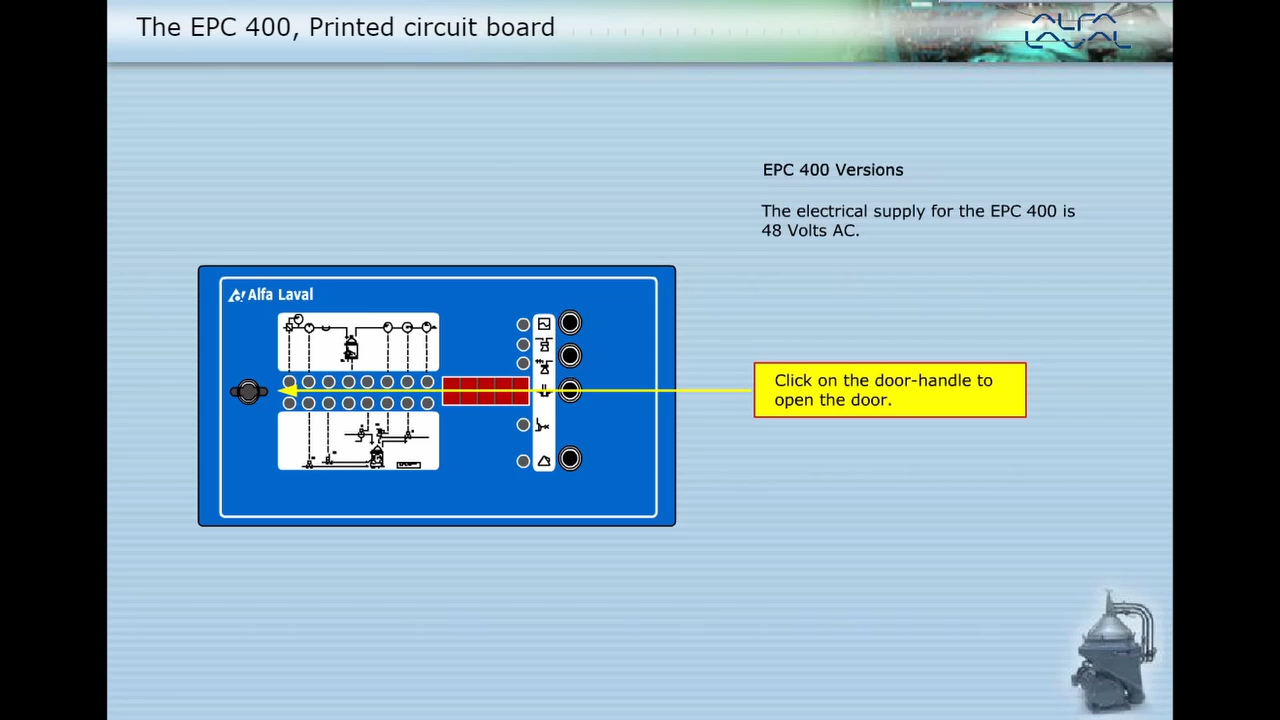 The EPC 400, Printed circuit board
ALFA
LAVAL
EPC 400 Versions
The electrical supply for the EPC 400 is
48 Volts AC.
Alfa Laval
Click on the door-handle to
open the door.